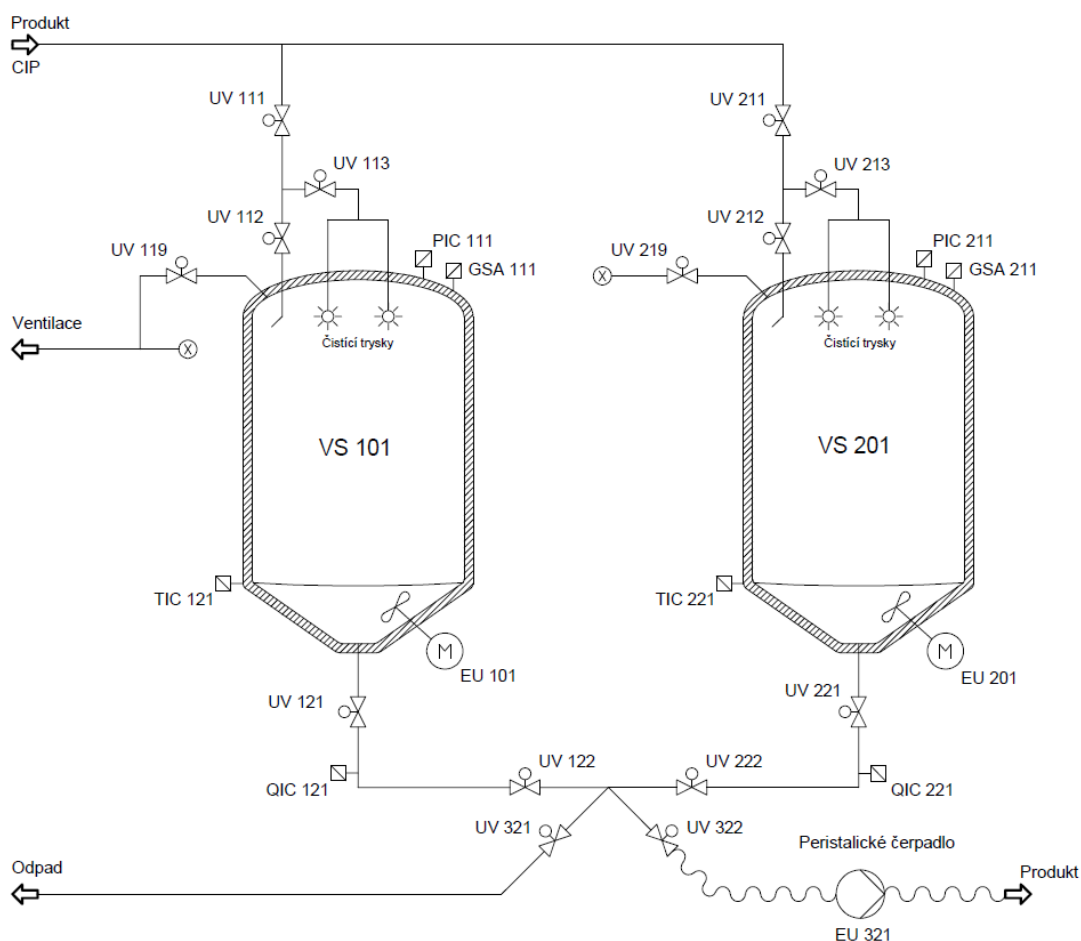 Produkt
CIP
UV 111
UV 211
UV 113
UV 213
UV 112
UV 212
UV 119
PIC 111
GSA 111
UV 219
PIC 211
GSA 211
Ventilace
X
X
Čistící trysky
Čistící trysky
VS 101
VS 201
TIC 121
TIC 221
M
M
EU 101
EU 201
UV 121
UV 221
UV 122
UV 222
QIC 121
QIC 221
UV 321
UV 322
Peristalické čerpadlo
Odpad
Produkt
EU 321